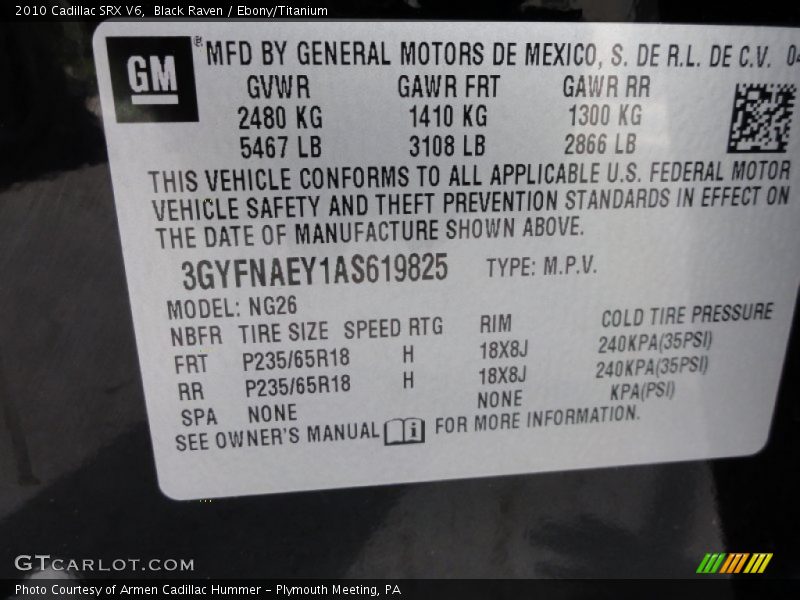 2010 Cadillac SRX V6,  Black Raven / Ebony/Titanium
GM ® MFD BY GENERAL MOTORS DE MEXICO, S. DE R.L. DE C.V. 04
GVWR GAWR FRT GAWR RR
2480 KG 1410 KG 1300 KG
5467 LB 3108 LB 2866 LB
THIS VEHICLE CONFORMS TO ALL APPLICABLE U.S. FEDERAL MOTOR
VEHICLE SAFETY AND THEFT PREVENTION STANDARDS IN EFFECT ON
THE DATE OF MANUFACTURE SHOWN ABOVE.
3GYFNAEY1AS619825 TYPE: M.P.V.
MODEL: NG26
NBFR TIRE SIZE SPEED RTG RIM COLD TIRE PRESSURE
FRT P235/65R18 H 18X8J 240KPA(35PSI)
RR P235/65R18 H 18X8J 240KPA(35PSI)
SPA NONE NONE KPA(PSI)
SEE OWNER'S MANUAL i FOR MORE INFORMATION.
GTCARLOT.COM
Photo Courtesy of Armen Cadillac Hummer - Plymouth Meeting, PA